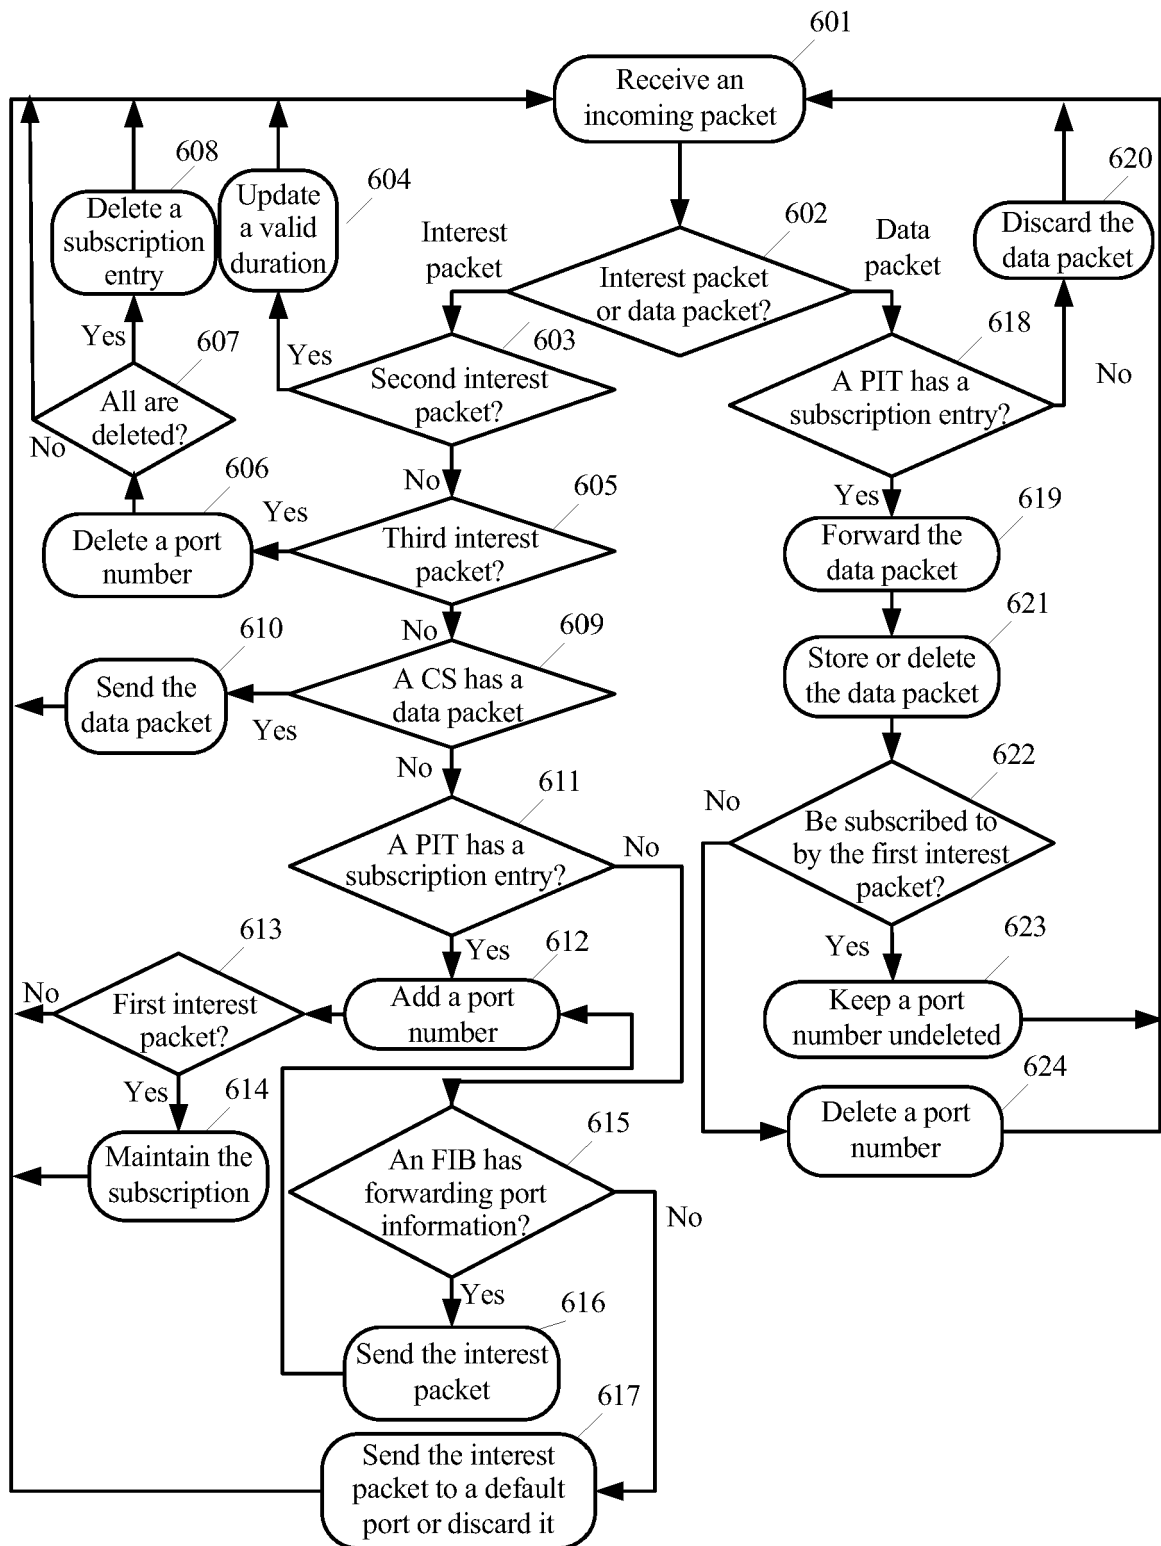 601
Receive an
incoming packet
608
Delete a
subscription
entry
604
Update
a valid
duration
620
Discard the
data packet
602
Interest packet
or data packet?
Interest
packet
Data
packet
603
Second interest
packet?
Yes
No
618
A PIT has a
subscription entry?
No
Yes
607
All are
deleted?
Yes
No
606
Delete a port
number
605
Third interest
packet?
Yes
No
619
Forward the
data packet
610
Send the
data packet
609
A CS has a
data packet
Yes
No
621
Store or delete
the data packet
611
A PIT has a
subscription entry?
No
Yes
622
Be subscribed to
by the first interest
packet?
No
Yes
613
First interest
packet?
No
Yes
612
Add a port
number
623
Keep a port
number undeleted
614
Maintain the
subscription
615
An FIB has
forwarding port
information?
No
Yes
624
Delete a port
number
616
Send the interest
packet
617
Send the interest
packet to a default
port or discard it